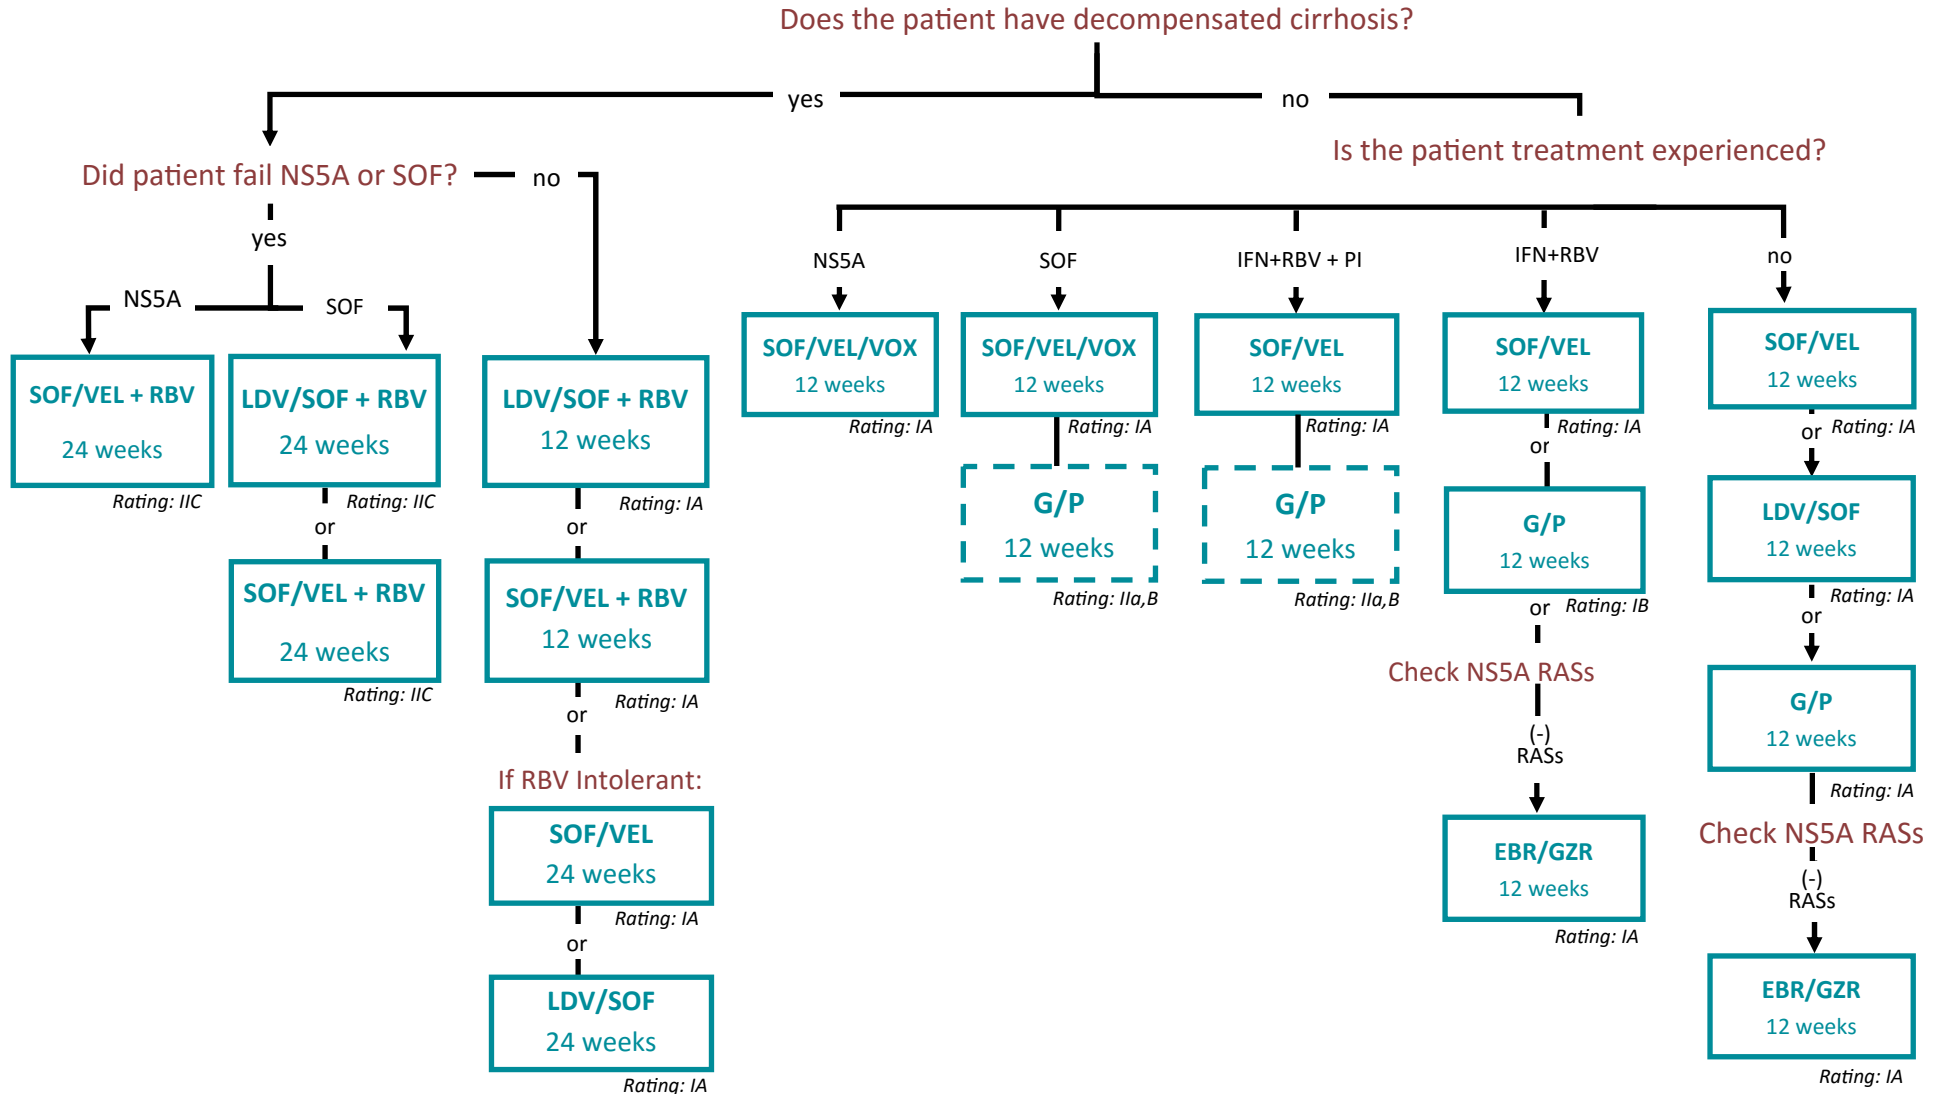 Does the patient have decompensated cirrhosis?
yes
no
Did patient fail NS5A or SOF?
no
yes
NS5A
SOF
SOF/VEL + RBV
24 weeks
Rating: IIC
LDV/SOF + RBV
24 weeks
Rating: IIC
or
SOF/VEL + RBV
24 weeks
Rating: IIC
LDV/SOF + RBV
12 weeks
Rating: IA
or
SOF/VEL + RBV
12 weeks
Rating: IA
or
If RBV Intolerant:
SOF/VEL
24 weeks
Rating: IA
or
LDV/SOF
24 weeks
Rating: IA
Is the patient treatment experienced?
NS5A
SOF/VEL/VOX
12 weeks
Rating: IA
SOF
SOF/VEL/VOX
12 weeks
Rating: IA
G/P
12 weeks
Rating: IIa,B
IFN+RBV + PI
SOF/VEL
12 weeks
Rating: IA
G/P
12 weeks
Rating: IIa,B
IFN+RBV
SOF/VEL
12 weeks
Rating: IA
or
G/P
12 weeks
or
Rating: IB
Check NS5A RASs
(-)
RASs
EBR/GZR
12 weeks
Rating: IA
no
SOF/VEL
12 weeks
or
Rating: IA
LDV/SOF
12 weeks
Rating: IA
or
G/P
12 weeks
Rating: IA
Check NS5A RASs
(-)
RASs
EBR/GZR
12 weeks
Rating: IA